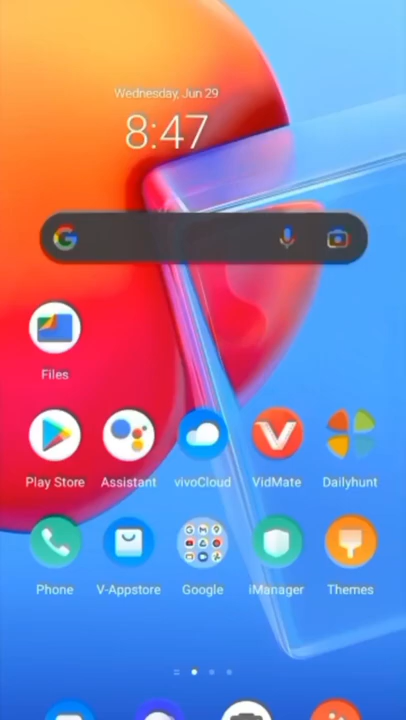 Wednesday, Jun 29
8:47
Files
Play Store
Assistant
vivoCloud
VidMate
Dailyhunt
Phone
V-Appstore
Google
iManager
Themes